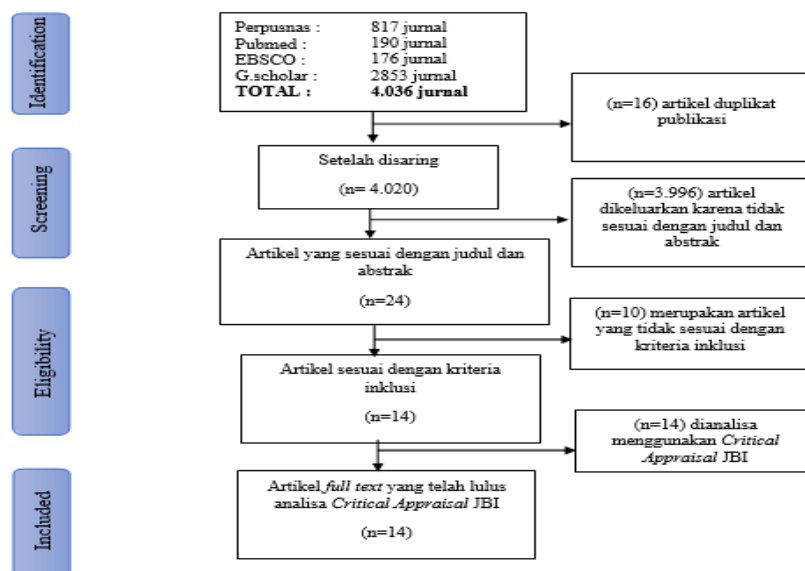 Identification
Perpusnas : 817 jurnal
Pubmed : 190 jurnal
EBSCO : 176 jurnal
G.scholar : 2853 jurnal
TOTAL : 4.036 jurnal
(n=16) artikel duplikat
publikasi
Screening
Setelah disaring
(n= 4.020)
(n=3.996) artikel
dikeluarkan karena tidak
sesuai dengan judul dan
abstrak
Artikel yang sesuai dengan judul dan
abstrak
(n=24)
Eligibility
(n=10) merupakan artikel
yang tidak sesuai dengan
kriteria inklusi
Artikel sesuai dengan kriteria
inklusi
(n=14)
(n=14) dianalisa
menggunakan Critical
Appraisal JBI
Included
Artikel full text yang telah lulus
analisa Critical Appraisal JBI
(n=14)